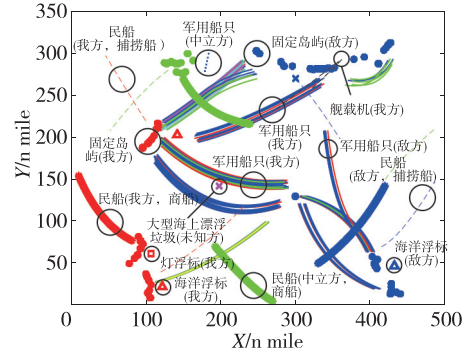 350
300
250
200
150
100
50
0
100
200
300
400
500
Y/n mile
X/n mile
民船
(我方,捕捞船)
军用船只
(中立方)
固定岛屿(敌方)
舰载机(我方)
军用船只
(我方)
固定岛
屿(我方)
军用船只(我方)
军用船只(敌方)
民船
(敌方,捕捞船)
民船(我方,商船)
大型海上漂浮
垃圾(未知方)
灯浮标(我方)
海洋浮标
(我方)
民船(中立方,
商船)
海洋浮标
(敌方)